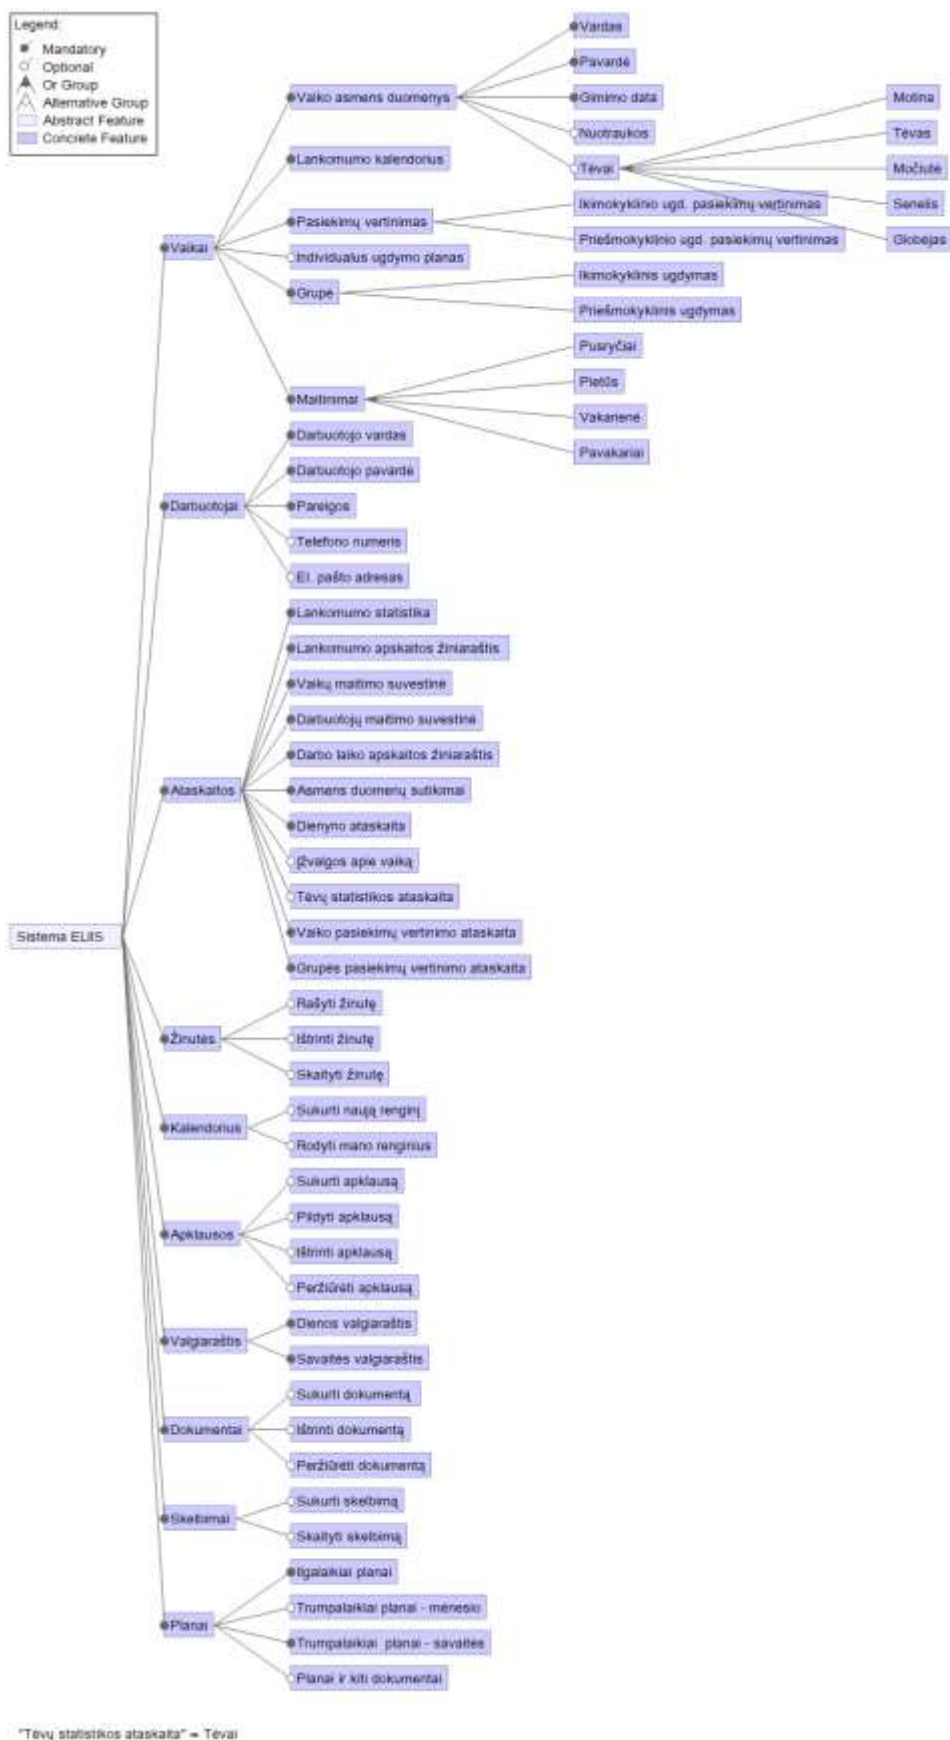 Legend:
Mandatory
Optional
Or Group
Alternative Group
Abstract Feature
Concrete Feature
Sistema ELIIS
Vaikai
Vaiko asmens duomenys
Vardas
Pavardė
Gimimo data
Nuotraukos
Tėvai
Motina
Tėvas
Močiutė
Senelis
Globėjas
Lankomumo kalendorius
Pasiekimų vertinimas
Ikimokyklinio ugd. pasiekimų vertinimas
Priešmokyklinio ugd. pasiekimų vertinimas
Individualus ugdymo planas
Grupė
Ikimokyklinis ugdymas
Priešmokyklinis ugdymas
Maitinimai
Pusryčiai
Pietūs
Vakarienė
Pavakariai
Darbuotojai
Darbuotojo vardas
Darbuotojo pavardė
Pareigos
Telefono numeris
El. pašto adresas
Ataskaitos
Lankomumo statistika
Lankomumo apskaitos žiniaraštis
Vaikų maitimo suvestinė
Darbuotojų maitimo suvestinė
Darbo laiko apskaitos žiniaraštis
Asmens duomenų sutikimai
Dienyno ataskaita
Įžvalgos apie vaiką
Tėvų statistikos ataskaita
Vaiko pasiekimų vertinimo ataskaita
Grupės pasiekimų vertinimo ataskaita
Žinutės
Rašyti žinutę
Ištrinti žinutę
Skaityti žinutę
Kalendorius
Sukurti naują renginį
Rodyti mano renginius
Apklausos
Sukurti apklausą
Pildyti apklausą
Ištrinti apklausą
Peržiūrėti apklausą
Valgiaraštis
Dienos valgiaraštis
Savaitės valgiaraštis
Dokumentai
Sukurti dokumentą
Ištrinti dokumentą
Peržiūrėti dokumentą
Skelbimai
Sukurti skelbimą
Skaityti skelbimą
Planai
Ilgalaikiai planai
Trumpalaikiai planai - mėnesio
Trumpalaikiai planai - savaitės
Planai ir kiti dokumentai
"Tėvų statistikos ataskaita" ⇒ Tėvai